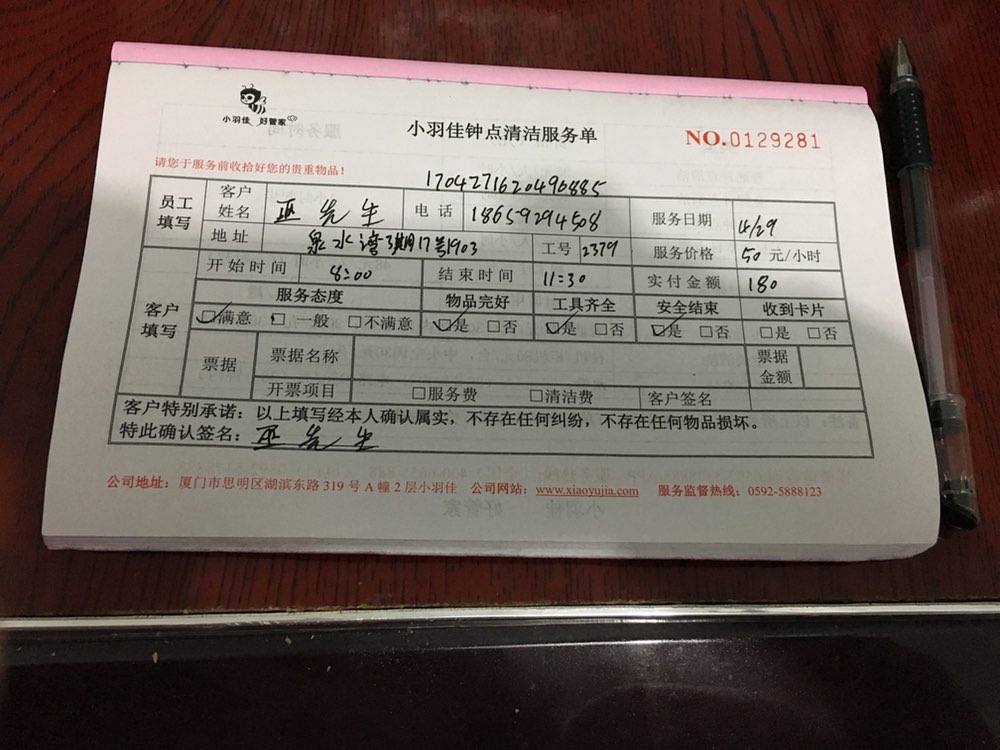 小羽佳 好管家
小羽佳钟点清洁服务单
NO.0129281
请您于服务前收拾好您的贵重物品！
1704271620496885
员工填写 客户姓名 巫先生 电话 18659294508 服务日期 4/29
地址 泉水湾3期17号1903 工号 2379 服务价格 50 元/小时
客户填写 开始时间 8:00 结束时间 11:30 实付金额 180
服务态度 物品完好 工具齐全 安全结束 收到卡片
☑满意 □一般 □不满意 ☑是 □否 ☑是 □否 ☑是 □否 □是 □否
票据 票据名称 票据金额
开票项目 □服务费 □清洁费 客户签名
客户特别承诺：以上填写经本人确认属实，不存在任何纠纷，不存在任何物品损坏。
特此确认签名：巫先生
公司地址：厦门市思明区湖滨东路 319 号 A 幢 2 层小羽佳 公司网站：www.xiaoyujia.com 服务监督热线：0592-5888123